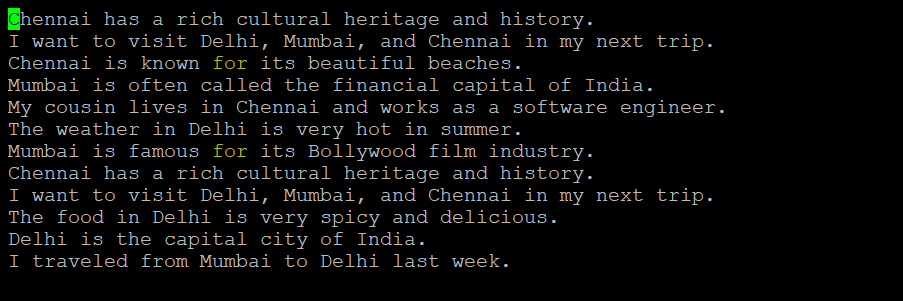 Chennai has a rich cultural heritage and history.
I want to visit Delhi, Mumbai, and Chennai in my next trip.
Chennai is known for its beautiful beaches.
Mumbai is often called the financial capital of India.
My cousin lives in Chennai and works as a software engineer.
The weather in Delhi is very hot in summer.
Mumbai is famous for its Bollywood film industry.
Chennai has a rich cultural heritage and history.
I want to visit Delhi, Mumbai, and Chennai in my next trip.
The food in Delhi is very spicy and delicious.
Delhi is the capital city of India.
I traveled from Mumbai to Delhi last week.